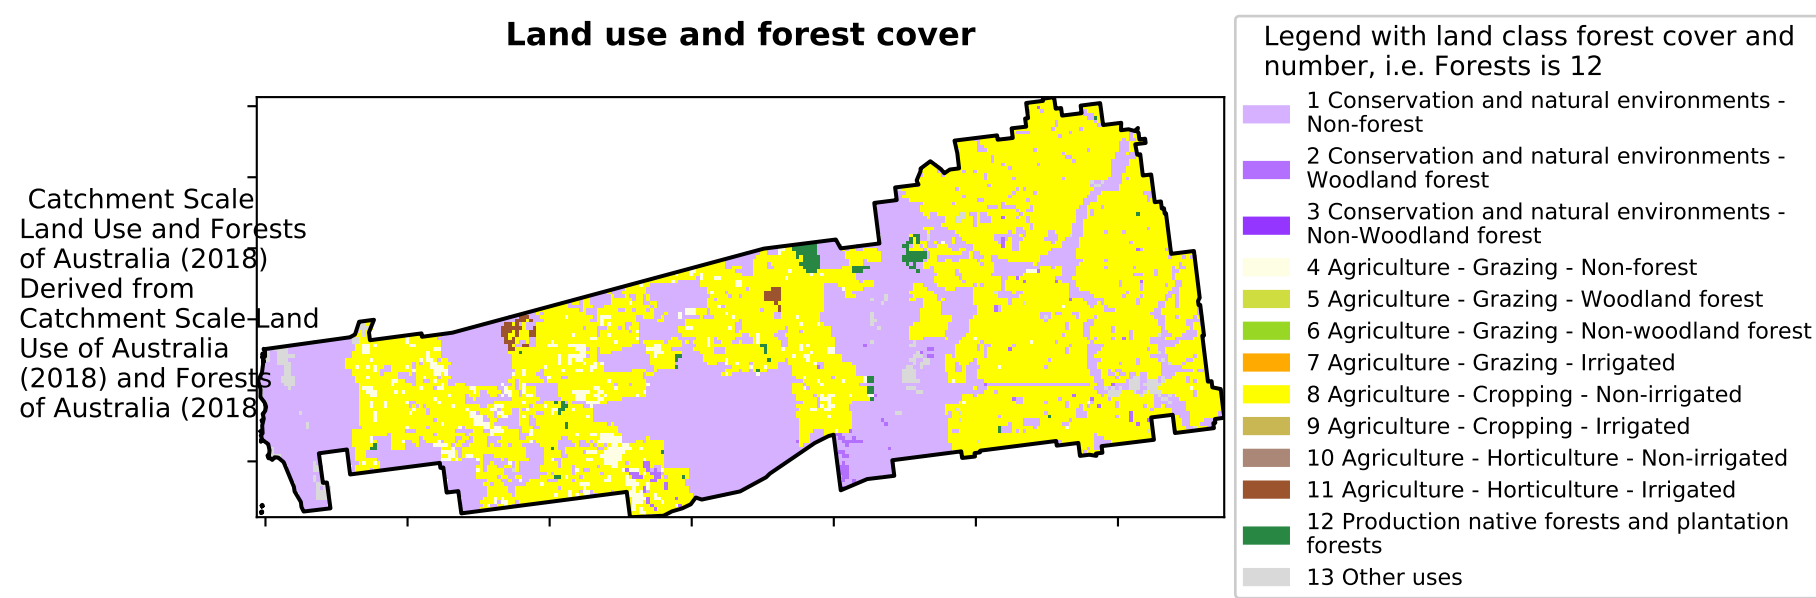 Land use and forest cover
Catchment Scale
Land Use and Forests
of Australia (2018)
Derived from
Catchment Scale Land
Use of Australia
(2018) and Forests
of Australia (2018)
Legend with land class forest cover and
number, i.e. Forests is 12
1 Conservation and natural environments -
Non-forest
2 Conservation and natural environments -
Woodland forest
3 Conservation and natural environments -
Non-Woodland forest
4 Agriculture - Grazing - Non-forest
5 Agriculture - Grazing - Woodland forest
6 Agriculture - Grazing - Non-woodland forest
7 Agriculture - Grazing - Irrigated
8 Agriculture - Cropping - Non-irrigated
9 Agriculture - Cropping - Irrigated
10 Agriculture - Horticulture - Non-irrigated
11 Agriculture - Horticulture - Irrigated
12 Production native forests and plantation
forests
13 Other uses